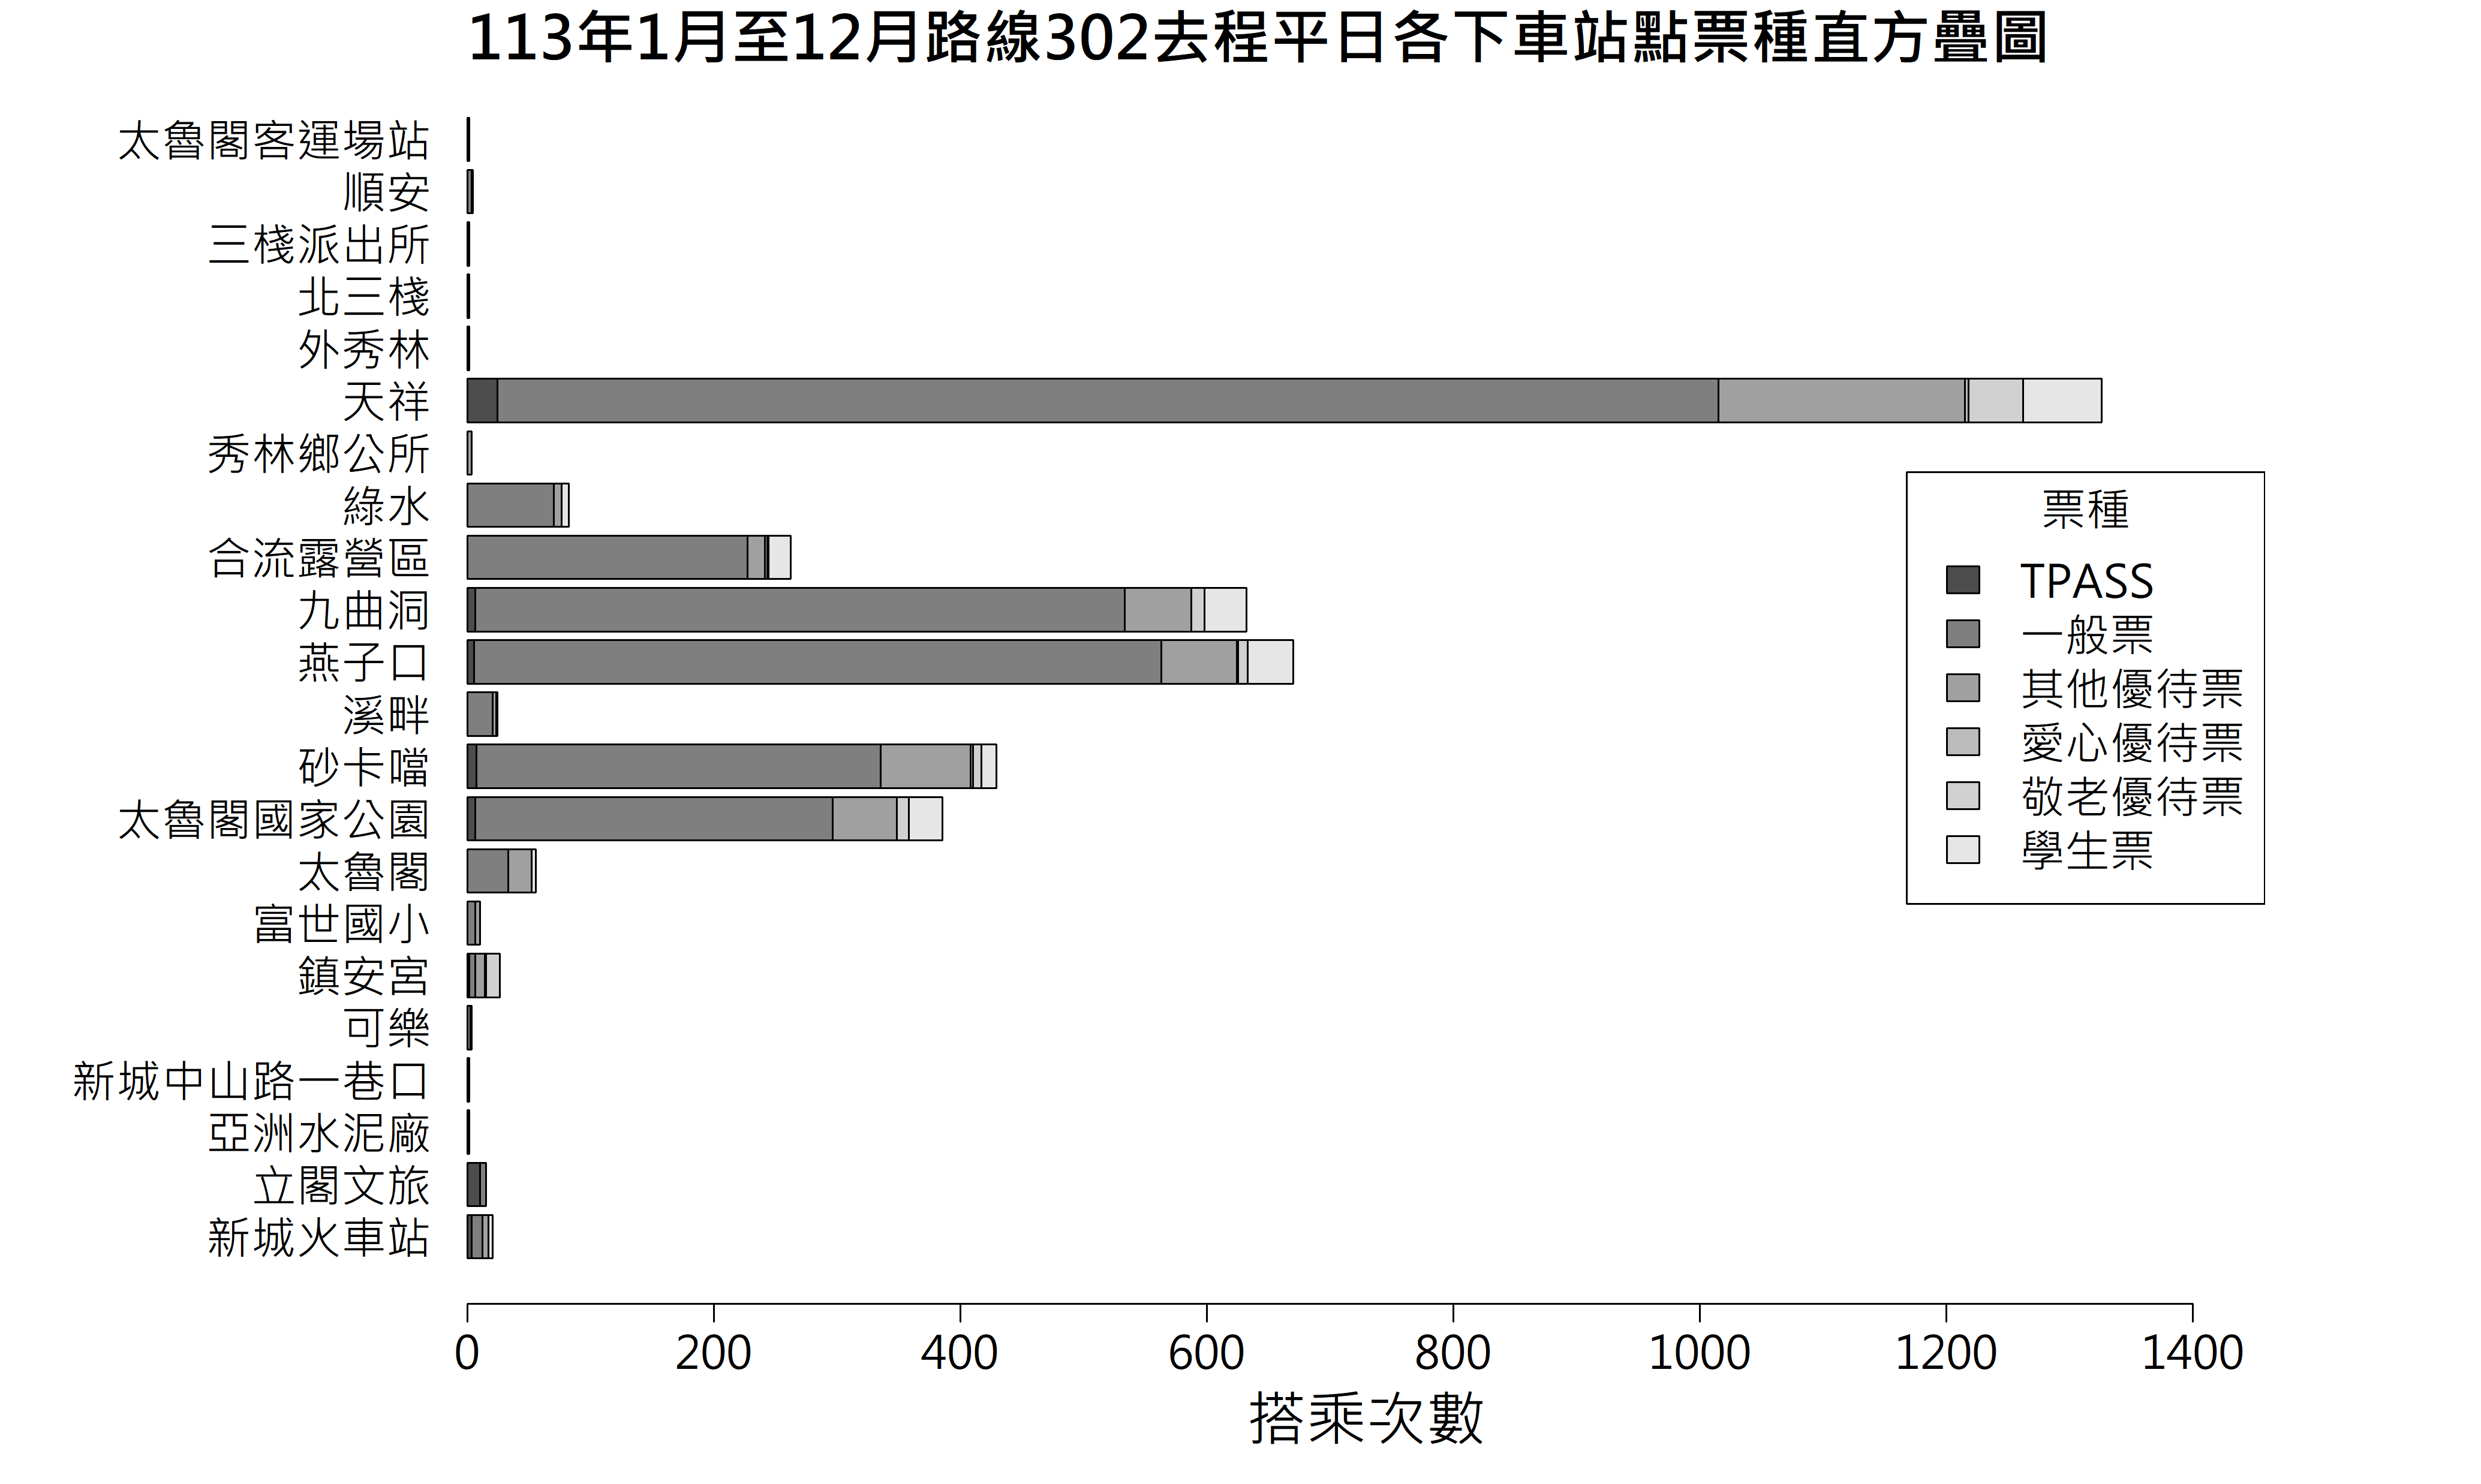 113年1月至12月路線302去程平日各下車站點票種直方疊圖
太魯閣客運場站
順安
三棧派出所
北三棧
外秀林
天祥
秀林鄉公所
綠水
合流露營區
九曲洞
燕子口
溪畔
砂卡噹
太魯閣國家公園
太魯閣
富世國小
鎮安宮
可樂
新城中山路一巷口
亞洲水泥廠
立閣文旅
新城火車站
票種
TPASS
一般票
其他優待票
愛心優待票
敬老優待票
學生票
0 200 400 600 800 1000 1200 1400
搭乘次數